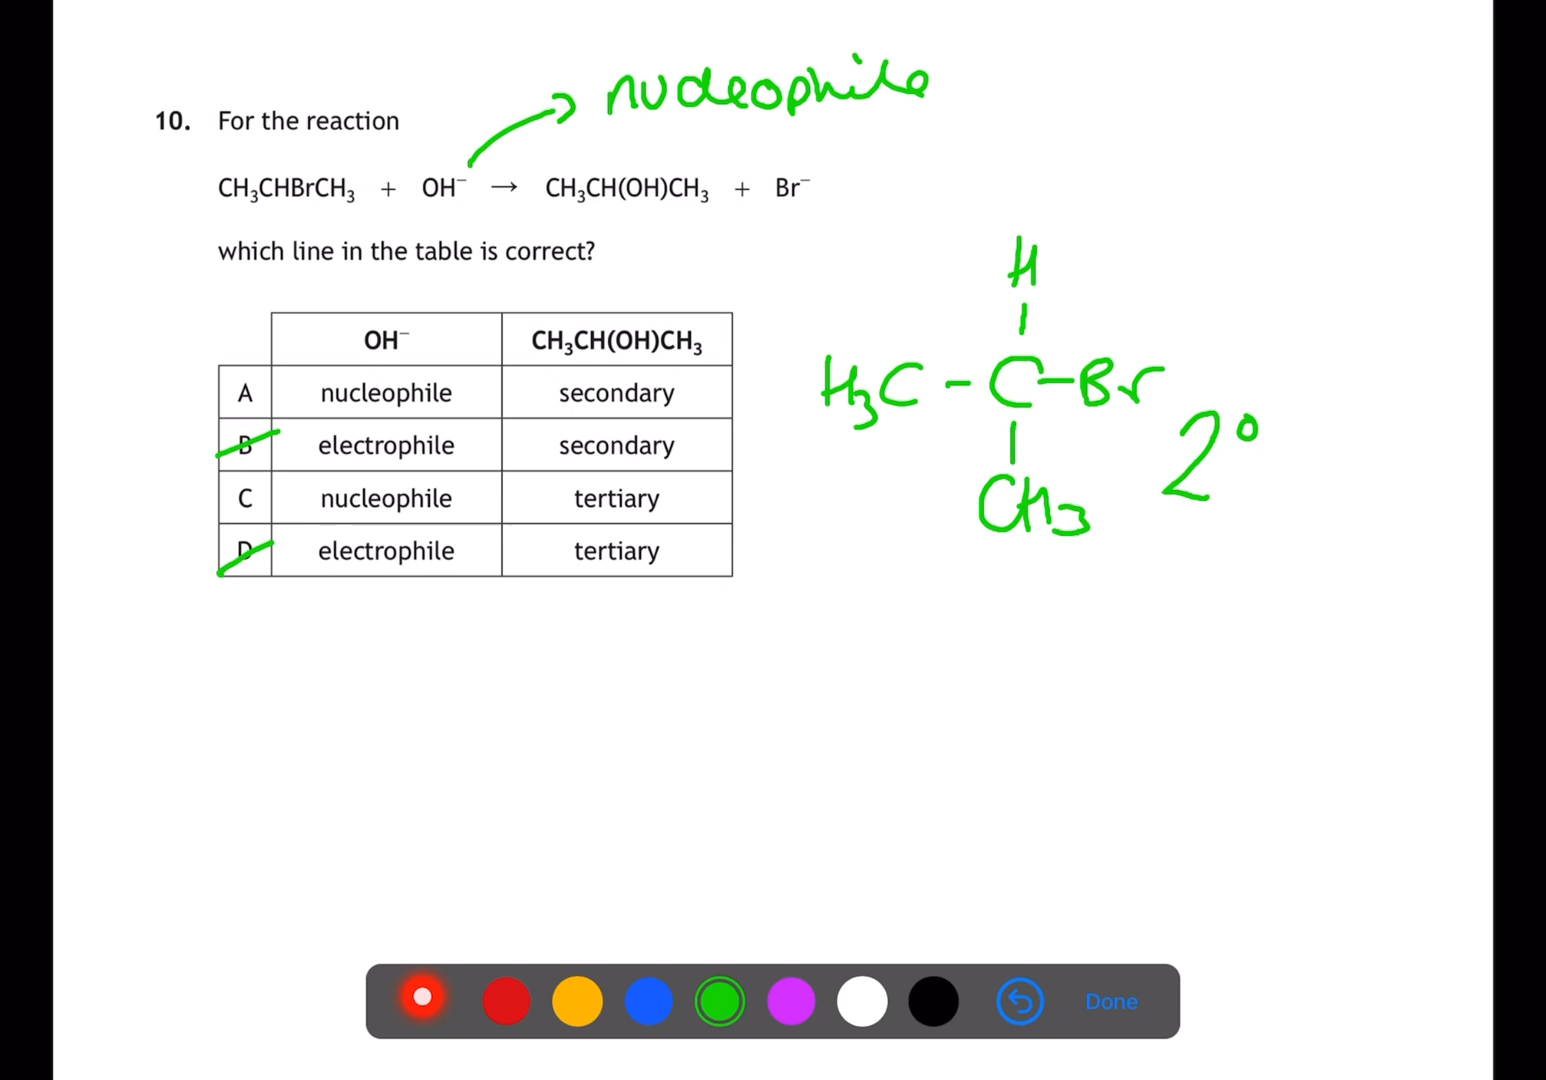 nucleophile
10. For the reaction
CH₃CHBrCH₃ + OH⁻ → CH₃CH(OH)CH₃ + Br⁻
which line in the table is correct?
OH⁻ CH₃CH(OH)CH₃
A nucleophile secondary
B electrophile secondary
C nucleophile tertiary
D electrophile tertiary
H
H₃C - C - Br
CH₃
2°
Done